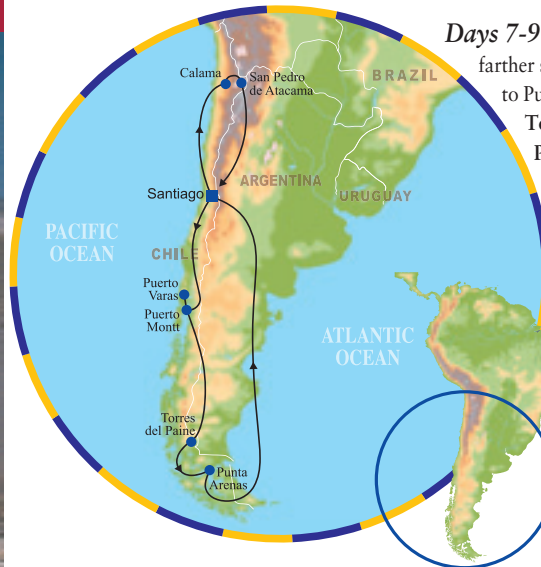 Days 7-9
farther s
to Pu
To
P
Calama
San Pedro
de Atacama
BRAZIL
ARGENTINA
Santiago
URUGUAY
PACIFIC
OCEAN
CHILE
Puerto
Varas
Puerto
Montt
ATLANTIC
OCEAN
Torres
del Paine
Punta
Arenas